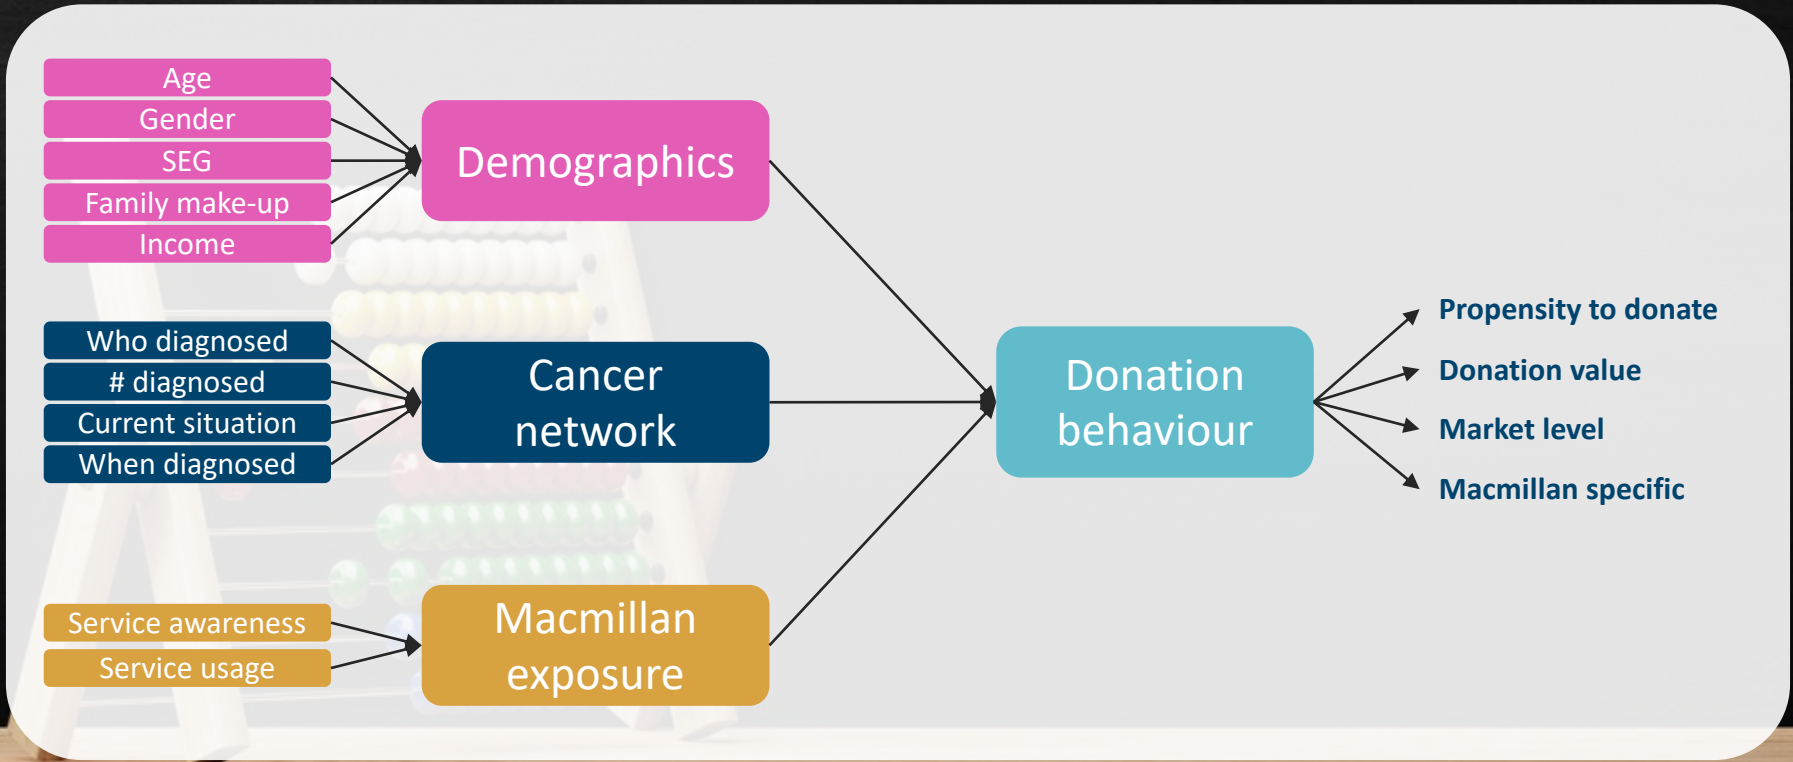 Age
Gender
SEG
Family make-up
Income
Demographics
Who diagnosed
# diagnosed
Current situation
When diagnosed
Cancer
network
Service awareness
Service usage
Macmillan
exposure
Donation
behaviour
Propensity to donate
Donation value
Market level
Macmillan specific